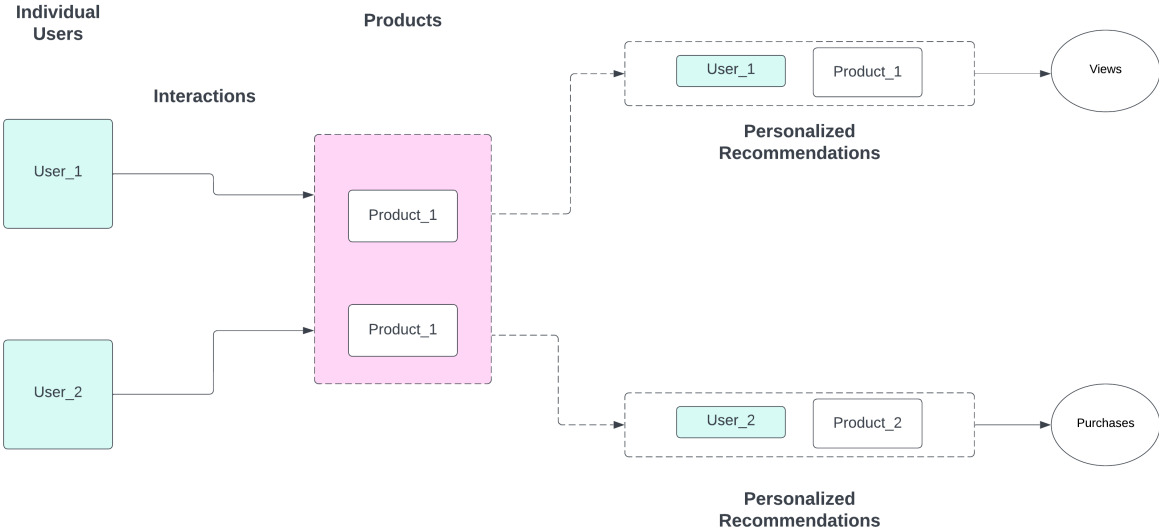 Individual
Users
Products
Interactions
User_1
Product_1
Views
Personalized
Recommendations
User_1
Product_1
Product_1
User_2
User_2
Product_2
Purchases
Personalized
Recommendations